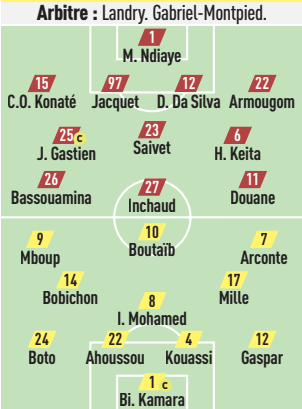 Arbitre : Landry. Gabriel-Montpied.
1
M. Ndiaye
15 97 12 22
C.O. Konaté Jacquet D. Da Silva Armougom
25 c 23 6
J. Gastien Saivet H. Keita
26 27 11
Bassouamina Inchaud Douane
9 10 7
Mboup Boutaïb Arconte
14 17
Bobichon Mille
8
I. Mohamed
24 22 4 12
Boto Ahoussou Kouassi Gaspar
1 c
Bi. Kamara